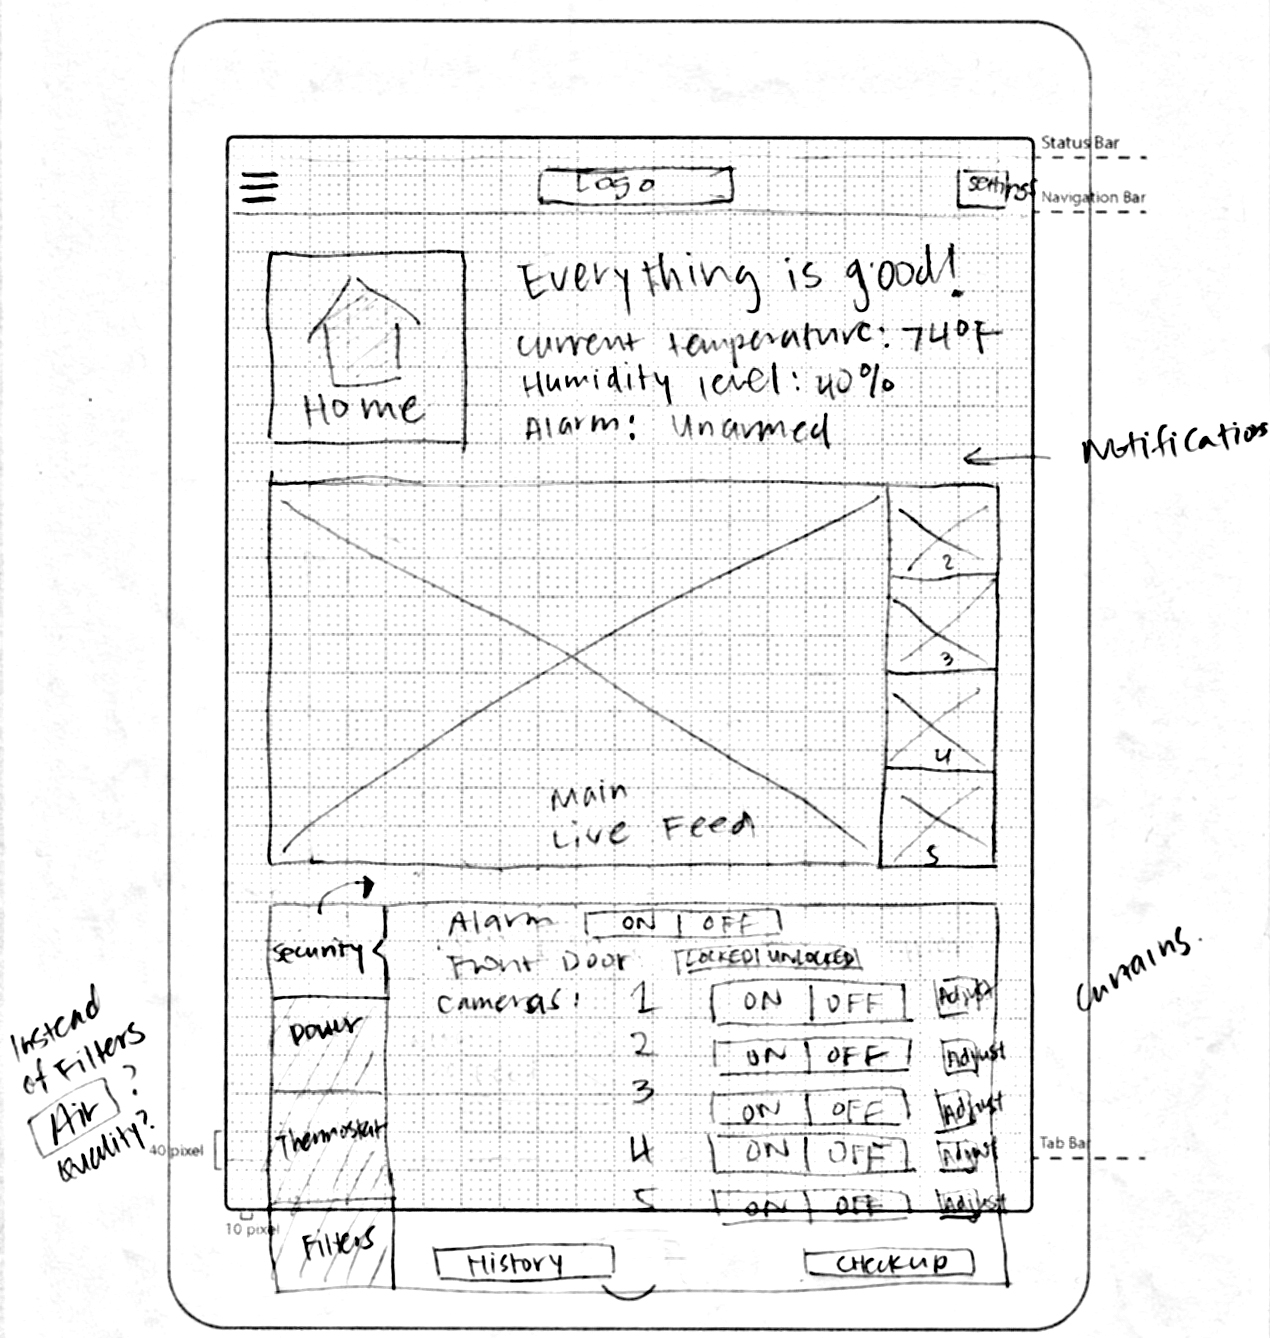 Status Bar
Logo
Settings
Navigation Bar
Everything is good!
Current temperature: 74°F
Humidity level: 40%
Alarm: Unarmed
Home
Notification
2
3
4
5
Main
Live Feed
Security
Power
Thermostat
Filters
Alarm ON OFF
Front Door LOCKED UNLOCKED
Cameras: 1 ON OFF Adjust
2 ON OFF Adjust
3 ON OFF Adjust
4 ON OFF Adjust
5 ON OFF Adjust
History
Checkup
Curtains
Instead
of Filters
Air ?
Quality?
40 pixel
Tab Bar
10 pixel